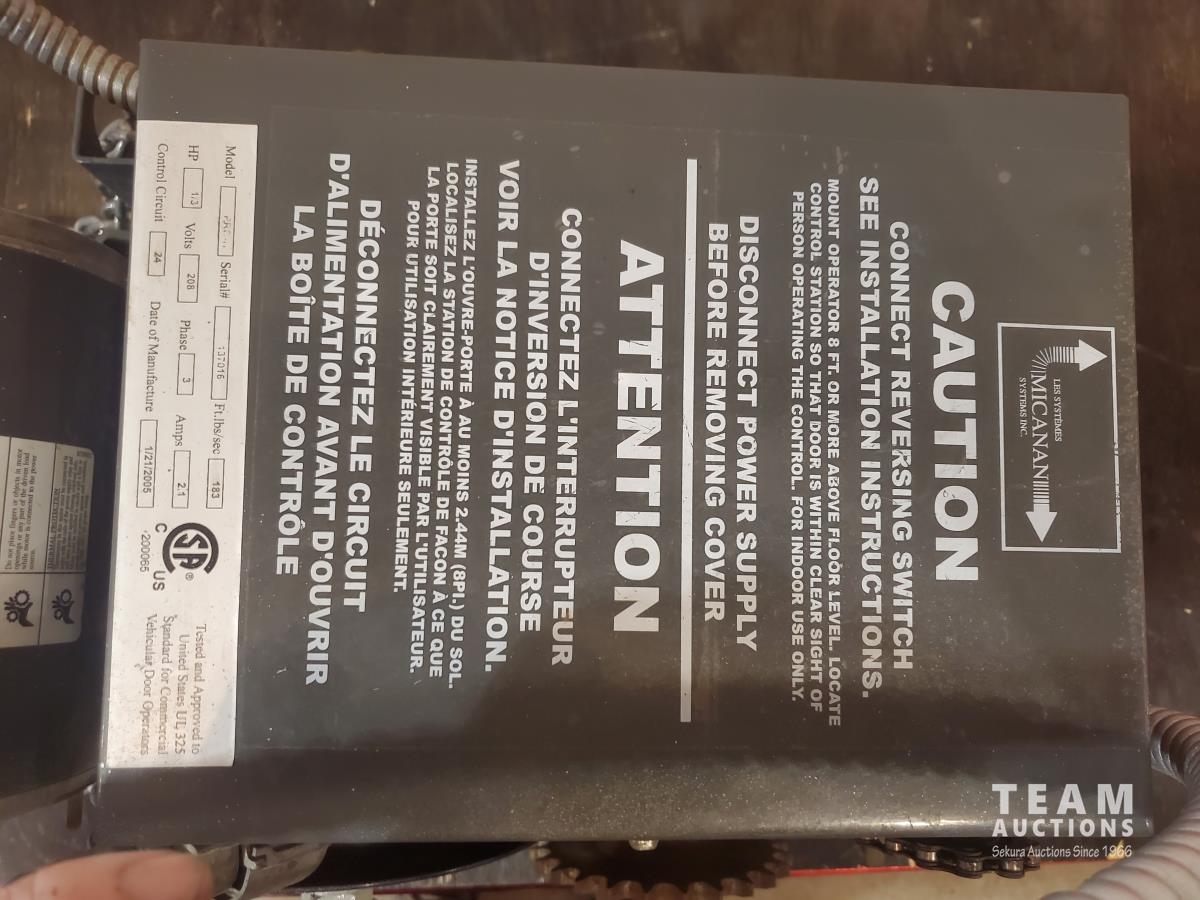 LES SYSTÈMES
MICANAN
SYSTEMS INC.
CAUTION
CONNECT REVERSING SWITCH
SEE INSTALLATION INSTRUCTIONS.
MOUNT OPERATOR 8 FT. OR MORE ABOVE FLOOR LEVEL. LOCATE
CONTROL STATION SO THAT DOOR IS WITHIN CLEAR SIGHT OF
PERSON OPERATING THE CONTROL. FOR INDOOR USE ONLY.
DISCONNECT POWER SUPPLY
BEFORE REMOVING COVER
ATTENTION
CONNECTEZ L'INTERRUPTEUR
D'INVERSION DE COURSE
VOIR LA NOTICE D'INSTALLATION.
INSTALLEZ L'OUVRE-PORTE À AU MOINS 2.44M (8PI.) DU SOL.
LOCALISEZ LA STATION DE CONTRÔLE DE FACON À CE QUE
LA PORTE SOIT CLAIREMENT VISIBLE PAR L'UTILISATEUR.
POUR UTILISATION INTÉRIEURE SEULEMENT.
DÉCONNECTEZ LE CIRCUIT
D'ALIMENTATION AVANT D'OUVRIR
LA BOÎTE DE CONTRÔLE
Model Serial# 137016 Ft.lbs/sec 183
HP 1/3 Volts 208 Phase 3 Amps 2.1
Control Circuit 24 Date of Manufacture 1/21/2005
SA ®
C US
200065
Tested and Approved to
United States UL 325
Standard for Commercial
Vehicular Door Operators
TEAM
AUCTIONS
Sekura Auctions Since 1966